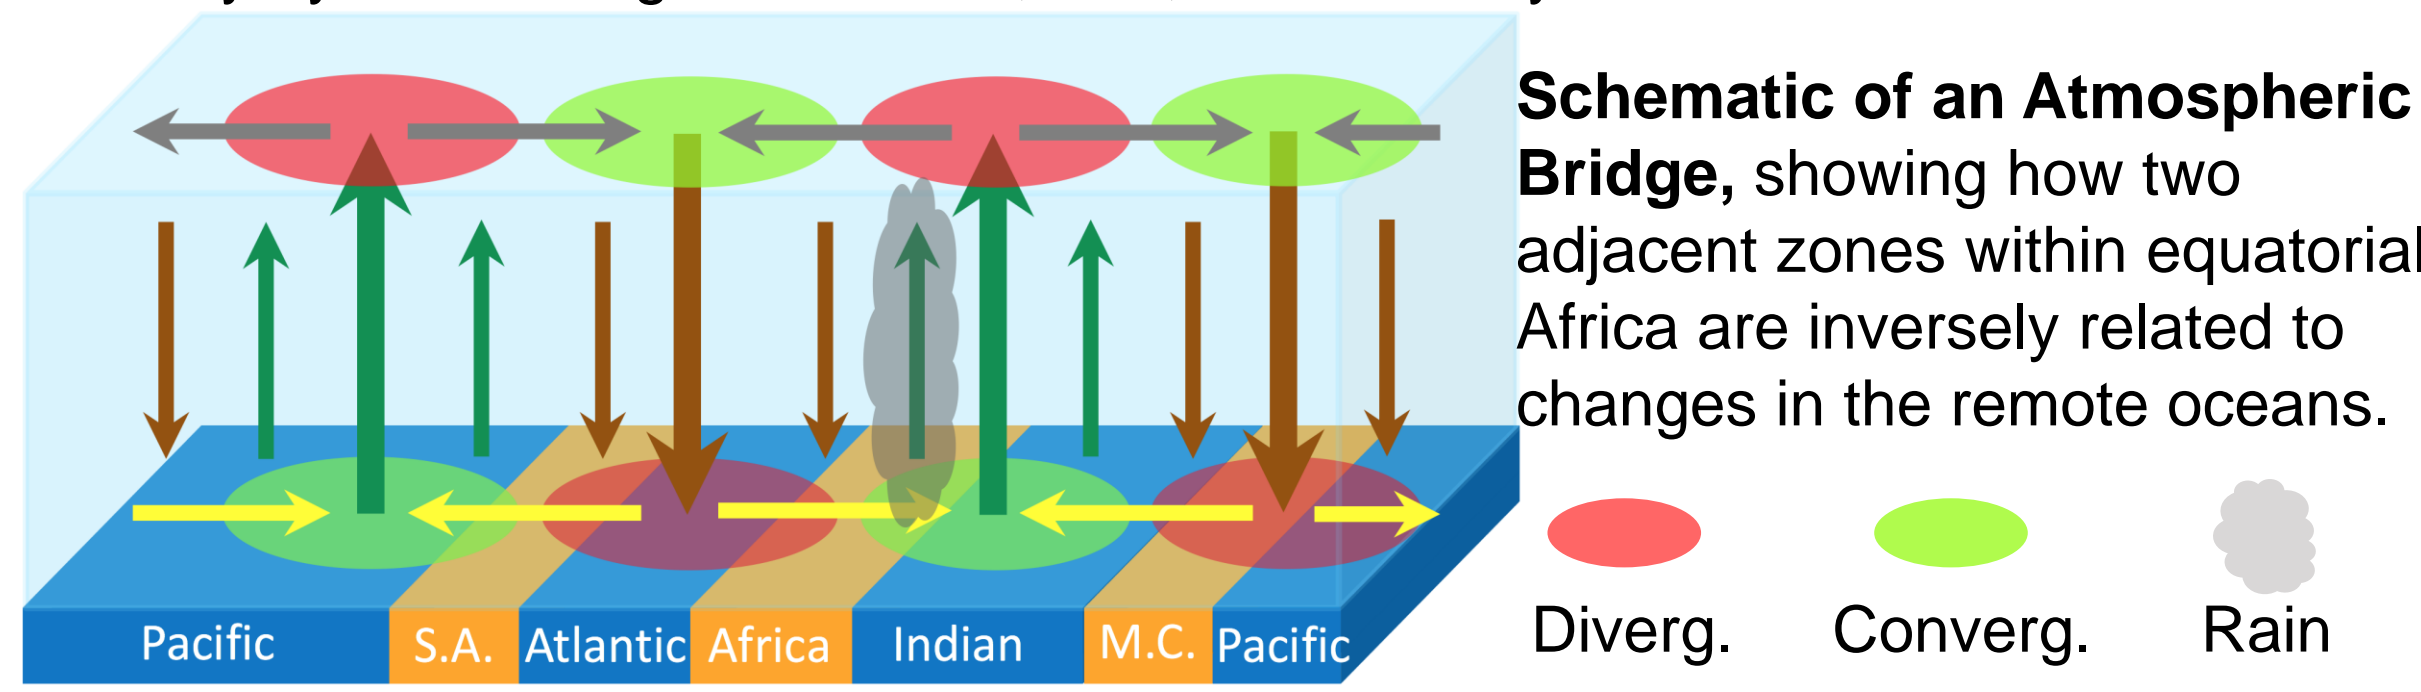 Schematic of an Atmospheric
Bridge, showing how two
adjacent zones within equatorial
Africa are inversely related to
changes in the remote oceans.
Diverg. Converg. Rain
Pacific S.A. Atlantic Africa Indian M.C. Pacific